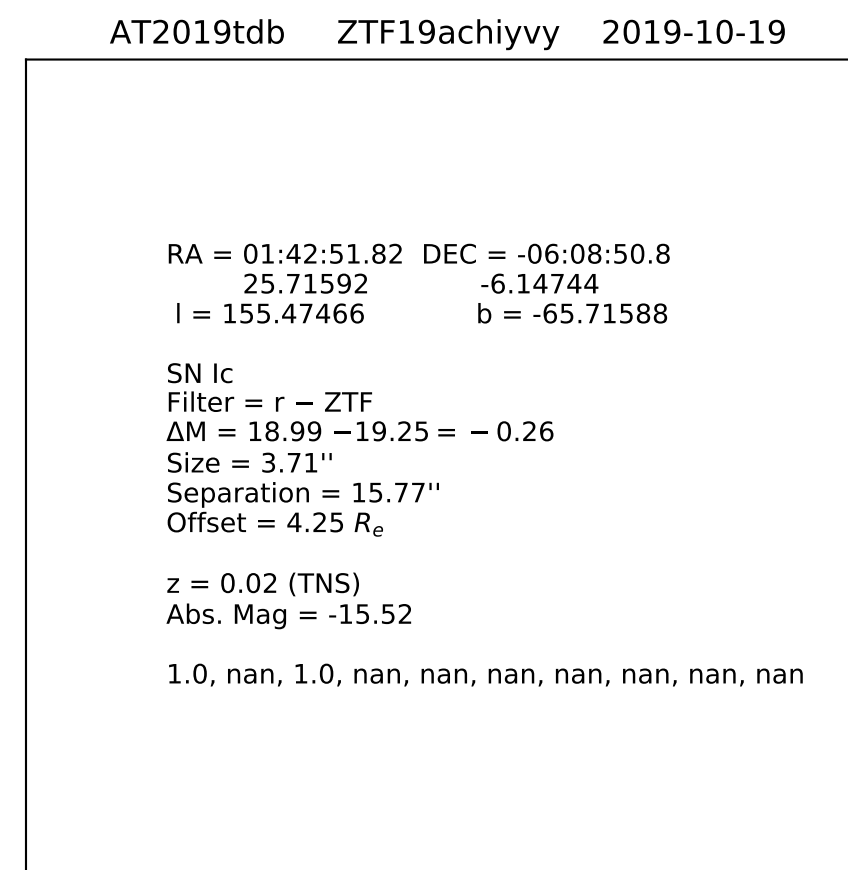 AT2019tdb ZTF19achiyvy 2019-10-19
RA = 01:42:51.82 DEC = -06:08:50.8
25.71592 -6.14744
l = 155.47466 b = -65.71588
SN Ic
Filter = r − ZTF
ΔM = 18.99 −19.25 = −0.26
Size = 3.71''
Separation = 15.77''
Offset = 4.25 Re
z = 0.02 (TNS)
Abs. Mag = -15.52
1.0, nan, 1.0, nan, nan, nan, nan, nan, nan, nan